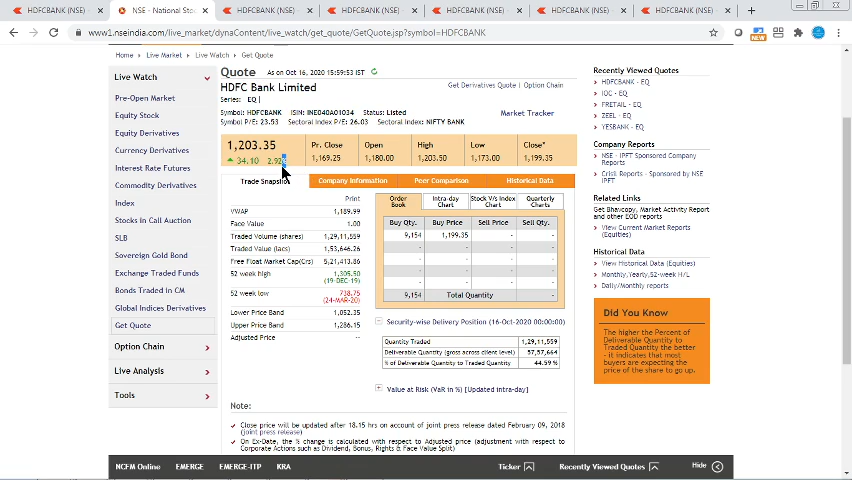 HDFCBANK (NSE)
NSE - National Sto
HDFCBANK (NSE)
HDFCBANK (NSE)
HDFCBANK (NSE)
HDFCBANK (NSE)
HDFCBANK (NSE)
www1.nseindia.com/live_market/dynaContent/live_watch/get_quote/GetQuote.jsp?symbol=HDFCBANK
NEW
Home › Live Market › Live Watch › Get Quote
Live Watch
Pre-Open Market
Equity Stock
Equity Derivatives
Currency Derivatives
Interest Rate Futures
Commodity Derivatives
Index
Stocks in Call Auction
SLB
Sovereign Gold Bond
Exchange Traded Funds
Bonds Traded in CM
Global Indices Derivatives
Get Quote
Option Chain
Live Analysis
Tools
Quote As on Oct 16, 2020 15:59:53 IST
Get Derivatives Quote | Option Chain
HDFC Bank Limited
Series: EQ |
Symbol: HDFCBANK ISIN: INE040A01034 Status: Listed
Market Tracker
Symbol P/E: 23.53 Sectoral Index P/E: 26.03 Sectoral Index: NIFTY BANK
1,203.35 Pr. Close Open High Low Close*
34.10 2.92% 1,169.25 1,180.00 1,203.50 1,173.00 1,199.35
Trade Snapshot Company Information Peer Comparison Historical Data
Print
VWAP 1,189.99
Face Value 1.00
Traded Volume (shares) 1,29,11,559
Traded Value (lacs) 1,53,646.26
Free Float Market Cap(Crs) 5,21,413.86
52 week high 1,305.50
(19-DEC-19)
52 week low 738.75
(24-MAR-20)
Lower Price Band 1,052.35
Upper Price Band 1,286.15
Adjusted Price --
Order Book Intra-day Chart Stock V/s Index Chart Quarterly Charts
Buy Qty. Buy Price Sell Price Sell Qty.
9,154 1,199.35 - -
- - - -
- - - -
- - - -
- - - -
9,154 Total Quantity -
Security-wise Delivery Position (16-Oct-2020 00:00:00)
Quantity Traded 1,29,11,559
Deliverable Quantity (gross across client level) 57,57,664
% of Deliverable Quantity to Traded Quantity 44.59 %
Value at Risk (VaR in %) [Updated intra-day]
Note:
Close price will be updated after 18.15 hrs on account of joint press release dated February 09, 2018
(joint press release)
On Ex-Date, the % change is calculated with respect to Adjusted price (adjustment with respect to
Corporate Actions such as Dividend, Bonus, Rights & Face Value Split)
Recently Viewed Quotes
› HDFCBANK - EQ
› IOC - EQ
› FRETAIL - EQ
› ZEEL - EQ
› YESBANK - EQ
Company Reports
› NSE - IPFT Sponsored
Company Reports
› Crisil Reports - Sponsored by NSE
IPFT
Related Links
Get Bhavcopy, Market Activity Report
and other EOD reports
› View Current Market Reports
(Equities)
Historical Data
› View Historical Data (Equities)
› Monthly,Yearly,52-week H/L
› Daily/Monthly reports
Did You Know
The higher the Percent of
Deliverable Quantity to
Traded Quantity the better
- it indicates that most
buyers are expecting the
price of the share to go up.
NCFM Online EMERGE EMERGE-ITP KRA Ticker Recently Viewed Quotes Hide